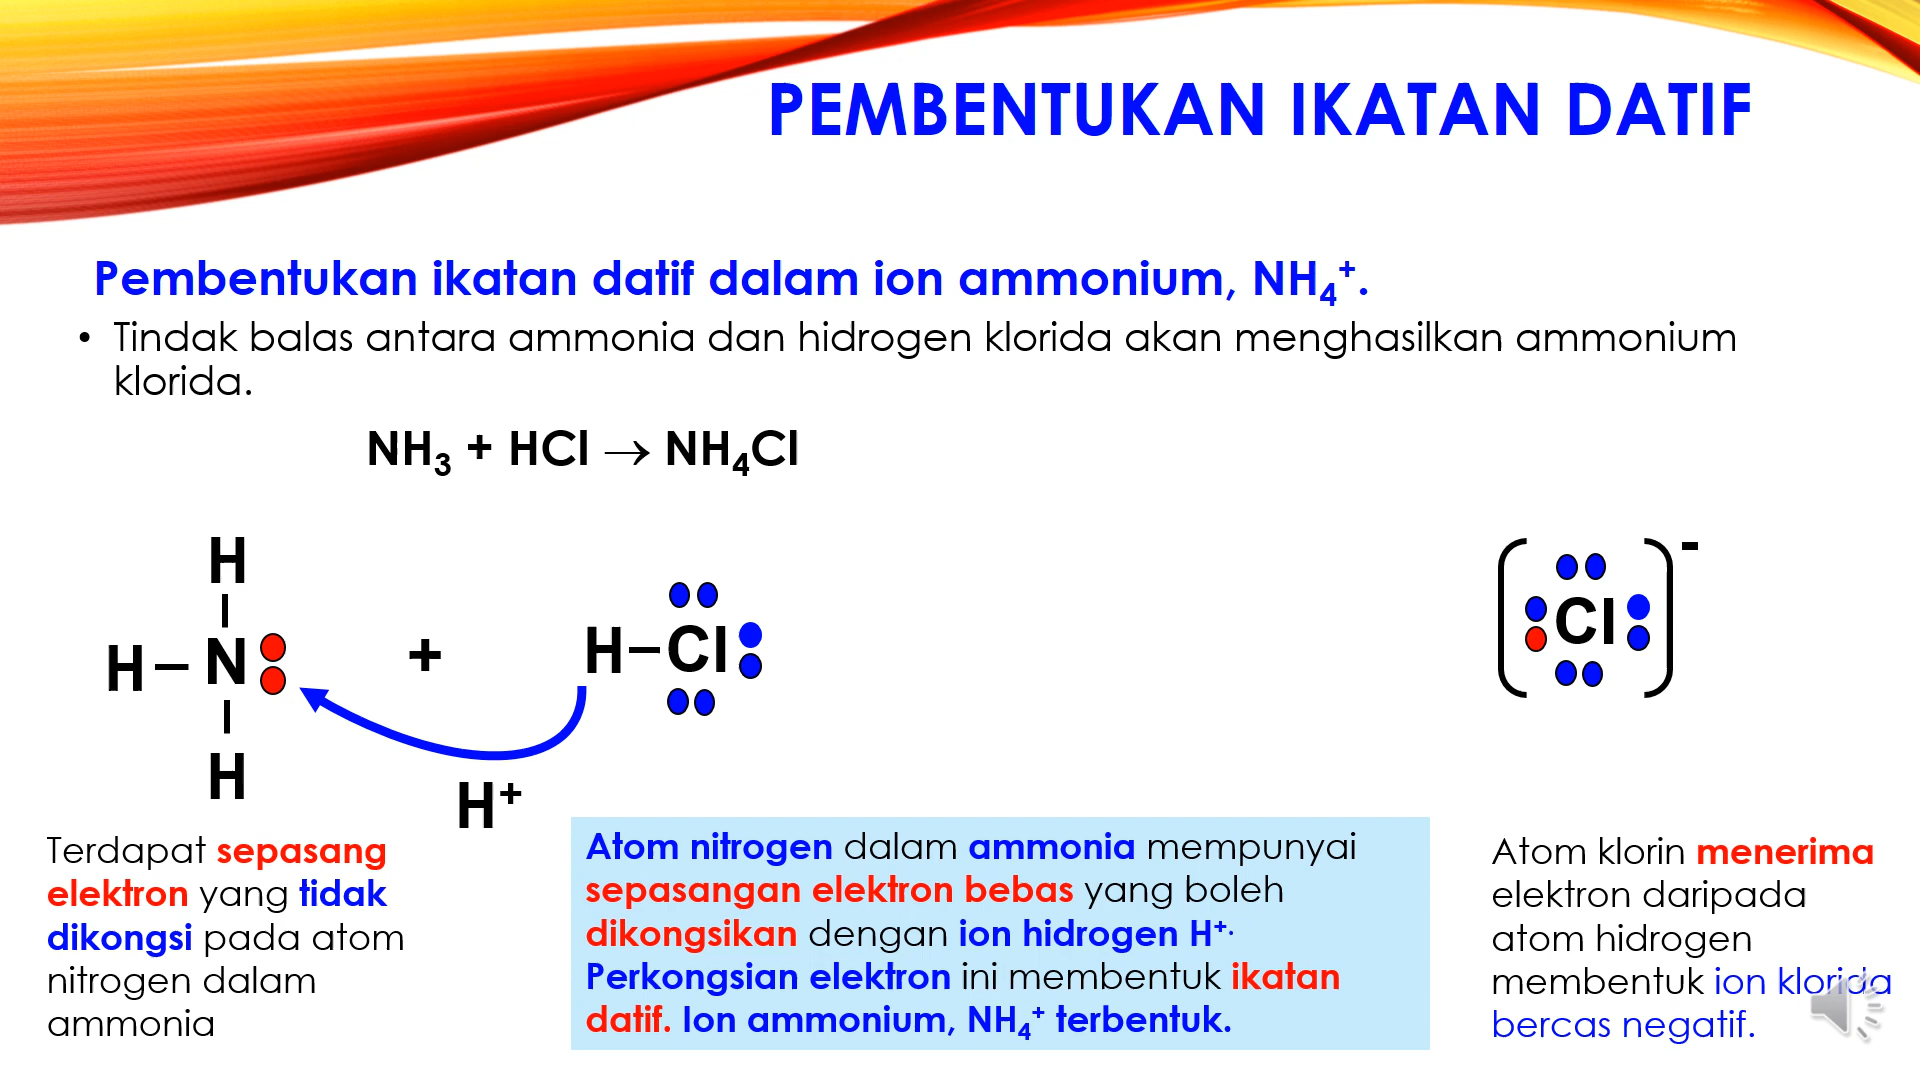 PEMBENTUKAN IKATAN DATIF
Pembentukan ikatan datif dalam ion ammonium, NH₄⁺.
• Tindak balas antara ammonia dan hidrogen klorida akan menghasilkan ammonium
klorida.
NH₃ + HCl → NH₄Cl
H
H – N
H
+
H – Cl
H⁺
Cl
-
Terdapat sepasang
elektron yang tidak
dikongsi pada atom
nitrogen dalam
ammonia
Atom nitrogen dalam ammonia mempunyai
sepasangan elektron bebas yang boleh
dikongsikan dengan ion hidrogen H⁺.
Perkongsian elektron ini membentuk ikatan
datif. Ion ammonium, NH₄⁺ terbentuk.
Atom klorin menerima
elektron daripada
atom hidrogen
membentuk ion klorida
bercas negatif.